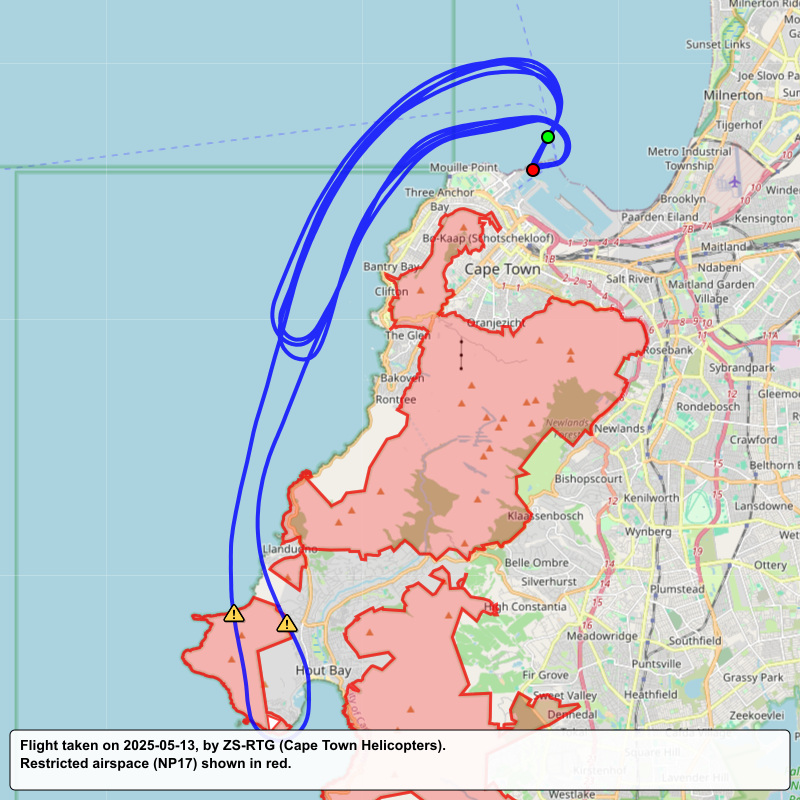 Milnerton Rid
Sunset Links
Joe Slovo Pa
Milnerton
Tijgerhof
Metro Industrial
Township
Mouille Point
Three Anchor
Bay
Brooklyn
Paarden Eiland
Winde
Kensington
Bo-Kaap (Schotschekloof)
Maitland
Bantry Bay
Cape Town
Ndabeni
Clifton
Salt River
Maitland Garden
Village
Oranjezicht
The Glen
Rosebank
Bakoven
Sybrandpark
Rontree
Gleemo
Rondebosch
Newlands
Newlands
Crawford
Belthorn E
Bishopscourt
Kenilworth
Lansdowne
Klaassenbosch
Wynberg
Llandudno
Belle Ombre
Ottery
Silverhurst
Plumstead
High Constantia
Meadowridge
Southfield
Hout Bay
Puntsville
Fir Grove
Grassy Park
Sweet Valley
Heathfield
Dennedal
Zeekoevlei
Flight taken on 2025-05-13, by ZS-RTG (Cape Town Helicopters).
Restricted airspace (NP17) shown in red.
Square Hill
Kirstenhof
Lavender Hill
Westlake